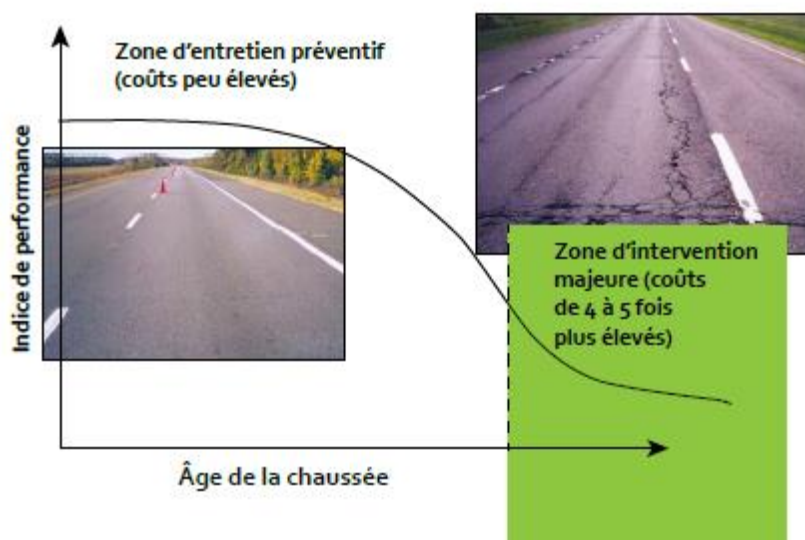 Zone d'entretien préventif
(coûts peu élevés)
Indice de performance
Zone d'intervention
majeure (coûts
de 4 à 5 fois
plus élevés)
Âge de la chaussée